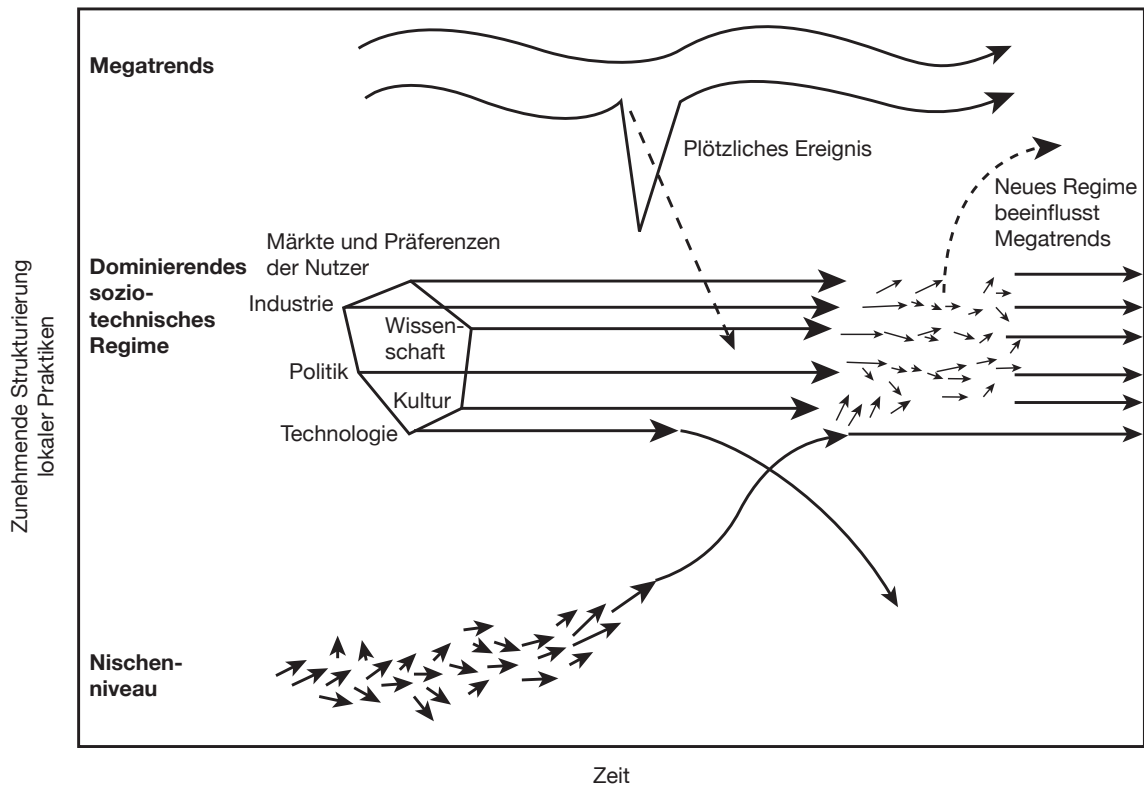 Megatrends
Plötzliches Ereignis
Neues Regime
beeinflusst
Megatrends
Märkte und Präferenzen
der Nutzer
Dominierendes
sozio-
technisches
Regime
Industrie
Wissen-
schaft
Politik
Kultur
Technologie
Zunehmende Strukturierung
lokaler Praktiken
Nischen-
niveau
Zeit